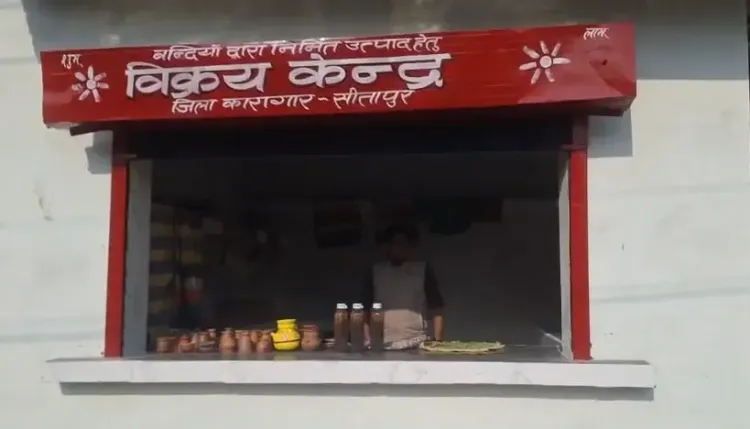 बन्दियों द्वारा निर्मित उत्पाद हेतु
शुभ
लाभ
विक्रय केन्द्र
जिला कारागार-सीतापुर